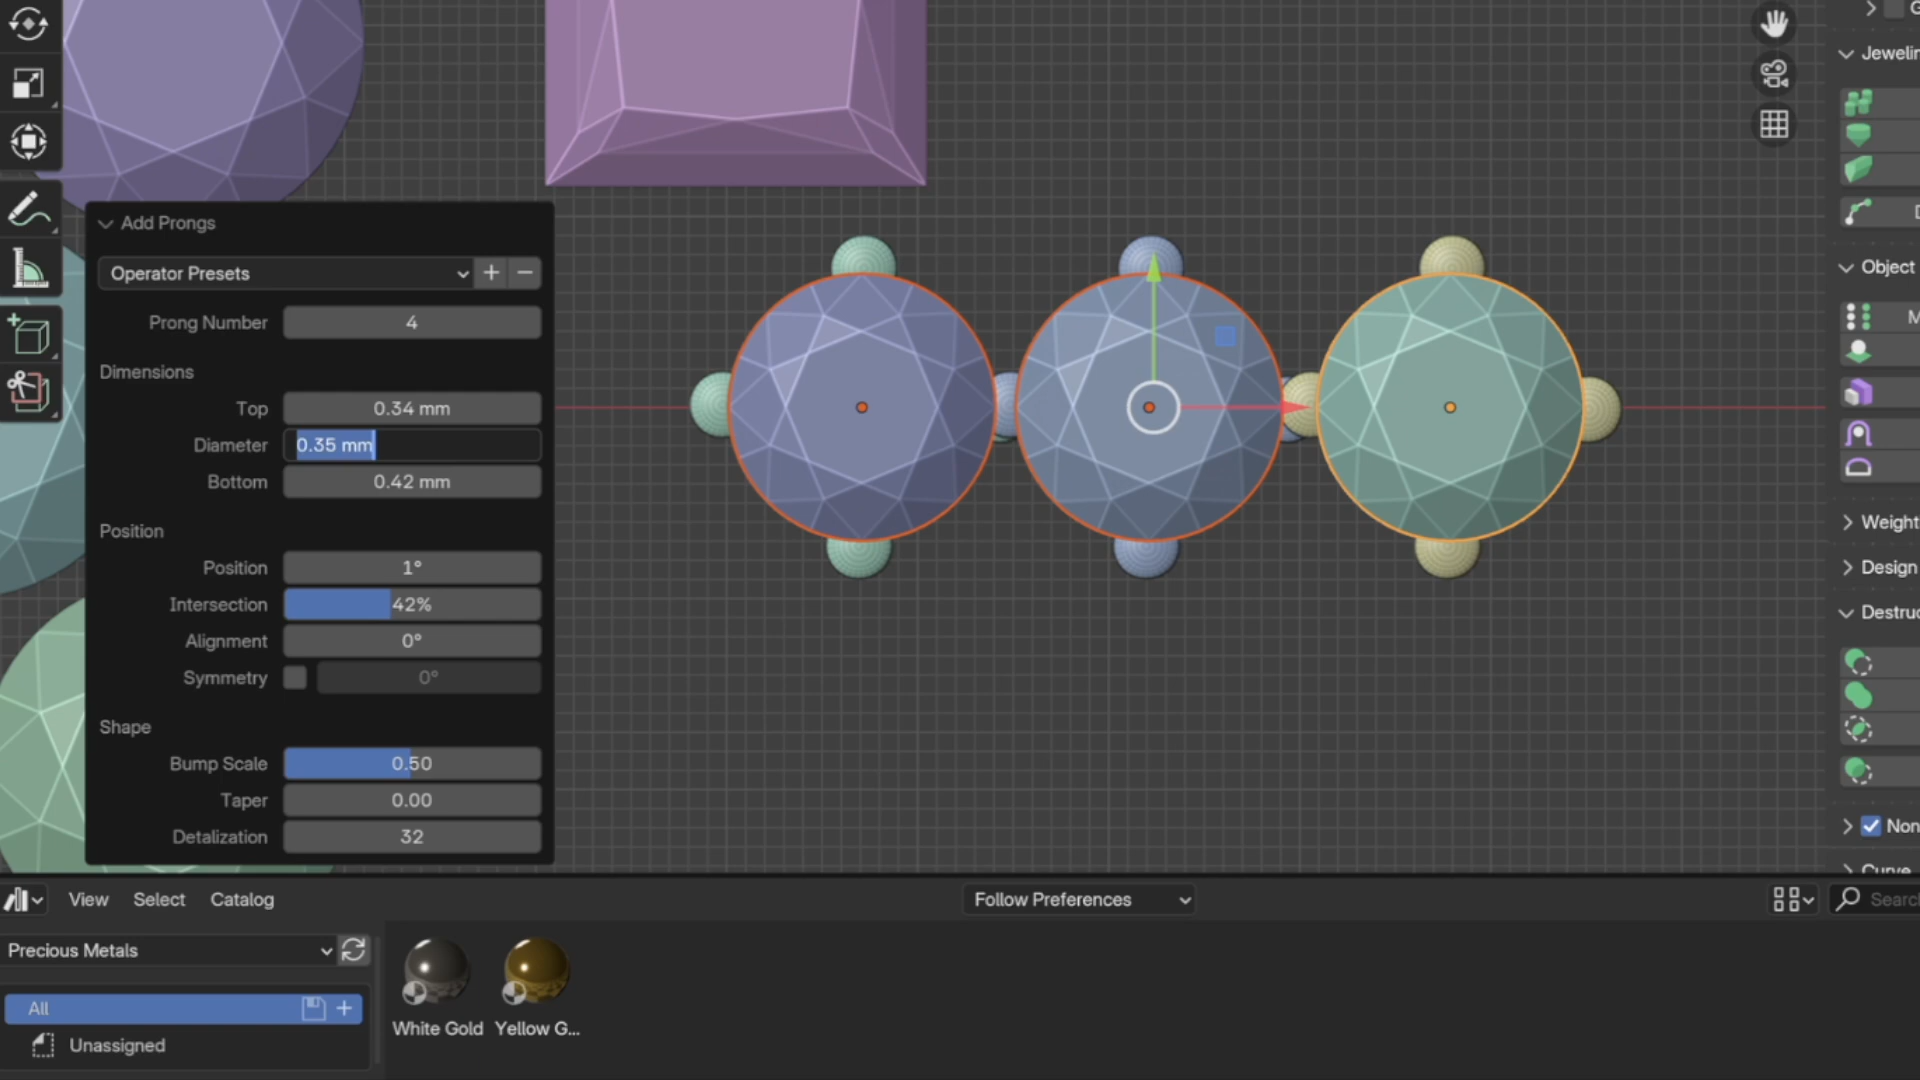 Add Prongs
Operator Presets
Prong Number 4
Dimensions
Top 0.34 mm
Diameter 0.35 mm
Bottom 0.42 mm
Position
Position 1°
Intersection 42%
Alignment 0°
Symmetry 0°
Shape
Bump Scale 0.50
Taper 0.00
Detalization 32
G
Jewelin
D
Object
M
Weight
Design
Destruc
Non
Curve
View Select Catalog
Follow Preferences
Search
Precious Metals
All
Unassigned
White Gold
Yellow G...